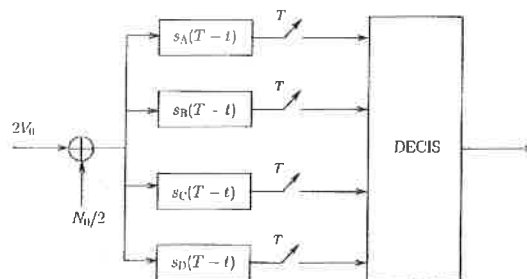 T
s_A(T − t)
T
s_B(T − t)
2V_0
DECIS
T
N_0/2
s_C(T − t)
T
s_D(T − t)